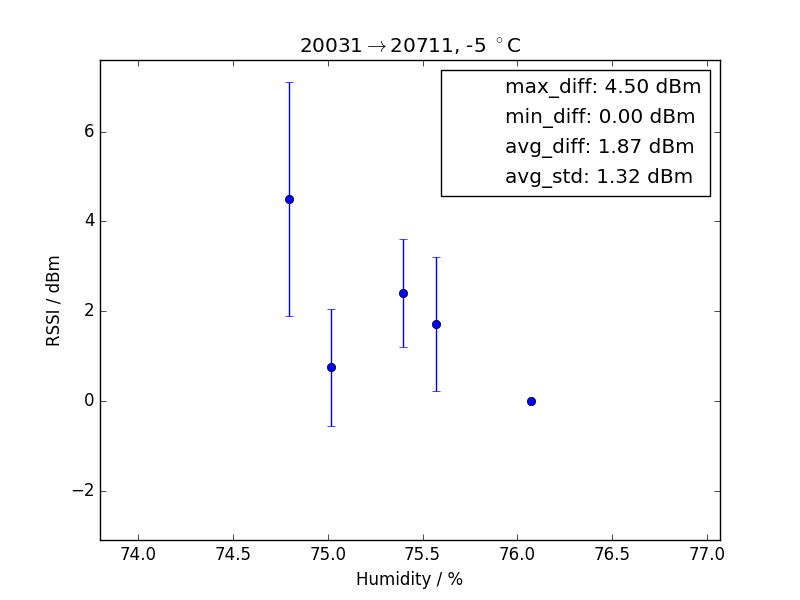 20031→20711, -5 °C
max_diff: 4.50 dBm
min_diff: 0.00 dBm
avg_diff: 1.87 dBm
avg_std: 1.32 dBm
RSSI / dBm
6
4
2
0
−2
74.0 74.5 75.0 75.5 76.0 76.5 77.0
Humidity / %